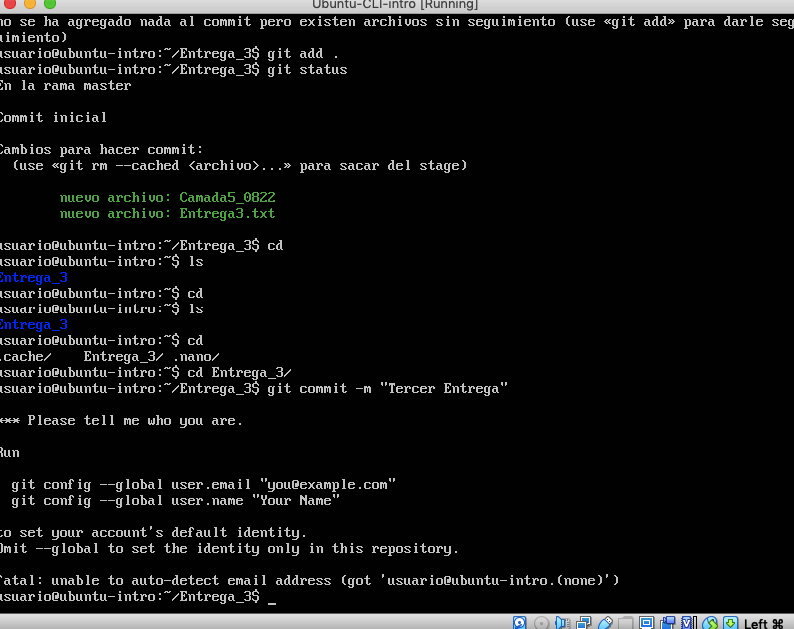 Ubuntu-CLI-intro [Running]
no se ha agregado nada al commit pero existen archivos sin seguimiento (use «git add» para darle seg
uimiento)
usuario@ubuntu-intro:~/Entrega_3$ git add .
usuario@ubuntu-intro:~/Entrega_3$ git status
En la rama master
Commit inicial
Cambios para hacer commit:
(use «git rm --cached <archivo>...» para sacar del stage)
nuevo archivo: Camada5_0822
nuevo archivo: Entrega3.txt
usuario@ubuntu-intro:~/Entrega_3$ cd
usuario@ubuntu-intro:~$ ls
Entrega_3
usuario@ubuntu-intro:~$ cd
usuario@ubuntu-intro:~$ ls
Entrega_3
usuario@ubuntu-intro:~$ cd
.cache/    Entrega_3/ .nano/
usuario@ubuntu-intro:~$ cd Entrega_3/
usuario@ubuntu-intro:~/Entrega_3$ git commit -m "Tercer Entrega"
*** Please tell me who you are.
Run
git config --global user.email "you@example.com"
git config --global user.name "Your Name"
to set your account's default identity.
Omit --global to set the identity only in this repository.
fatal: unable to auto-detect email address (got 'usuario@ubuntu-intro.(none)')
usuario@ubuntu-intro:~/Entrega_3$ _
Left ⌘